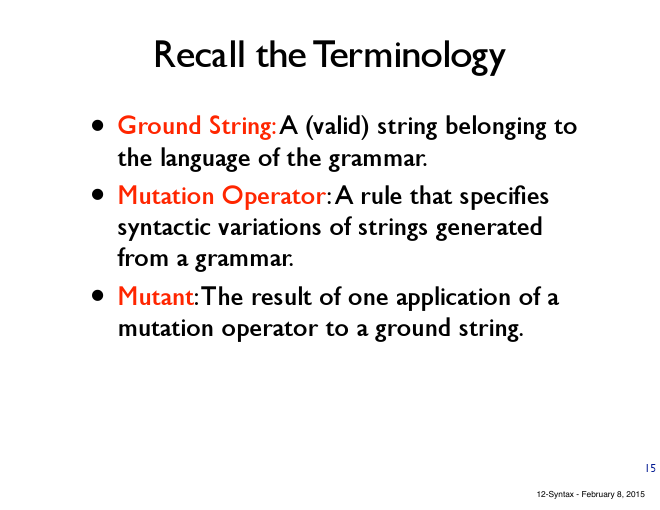 Recall the Terminology
• Ground String: A (valid) string belonging to
the language of the grammar.
• Mutation Operator: A rule that specifies
syntactic variations of strings generated
from a grammar.
• Mutant: The result of one application of a
mutation operator to a ground string.
15
12-Syntax - February 8, 2015